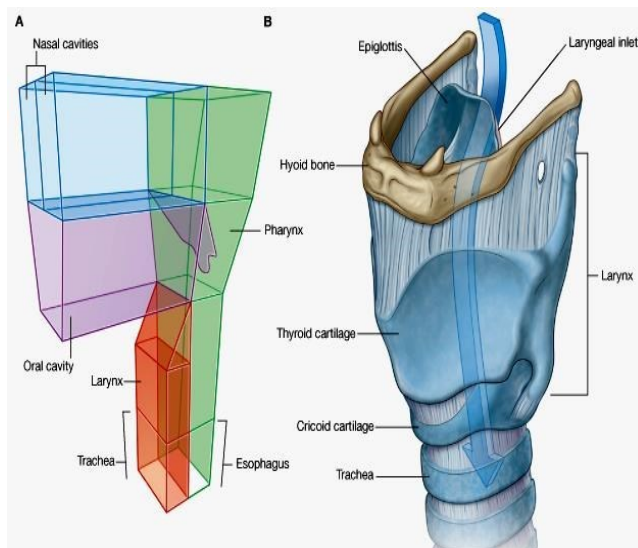 A
Nasal cavities
Pharynx
Oral cavity
Larynx
Trachea
Esophagus
B
Epiglottis
Laryngeal inlet
Hyoid bone
Larynx
Thyroid cartilage
Cricoid cartilage
Trachea